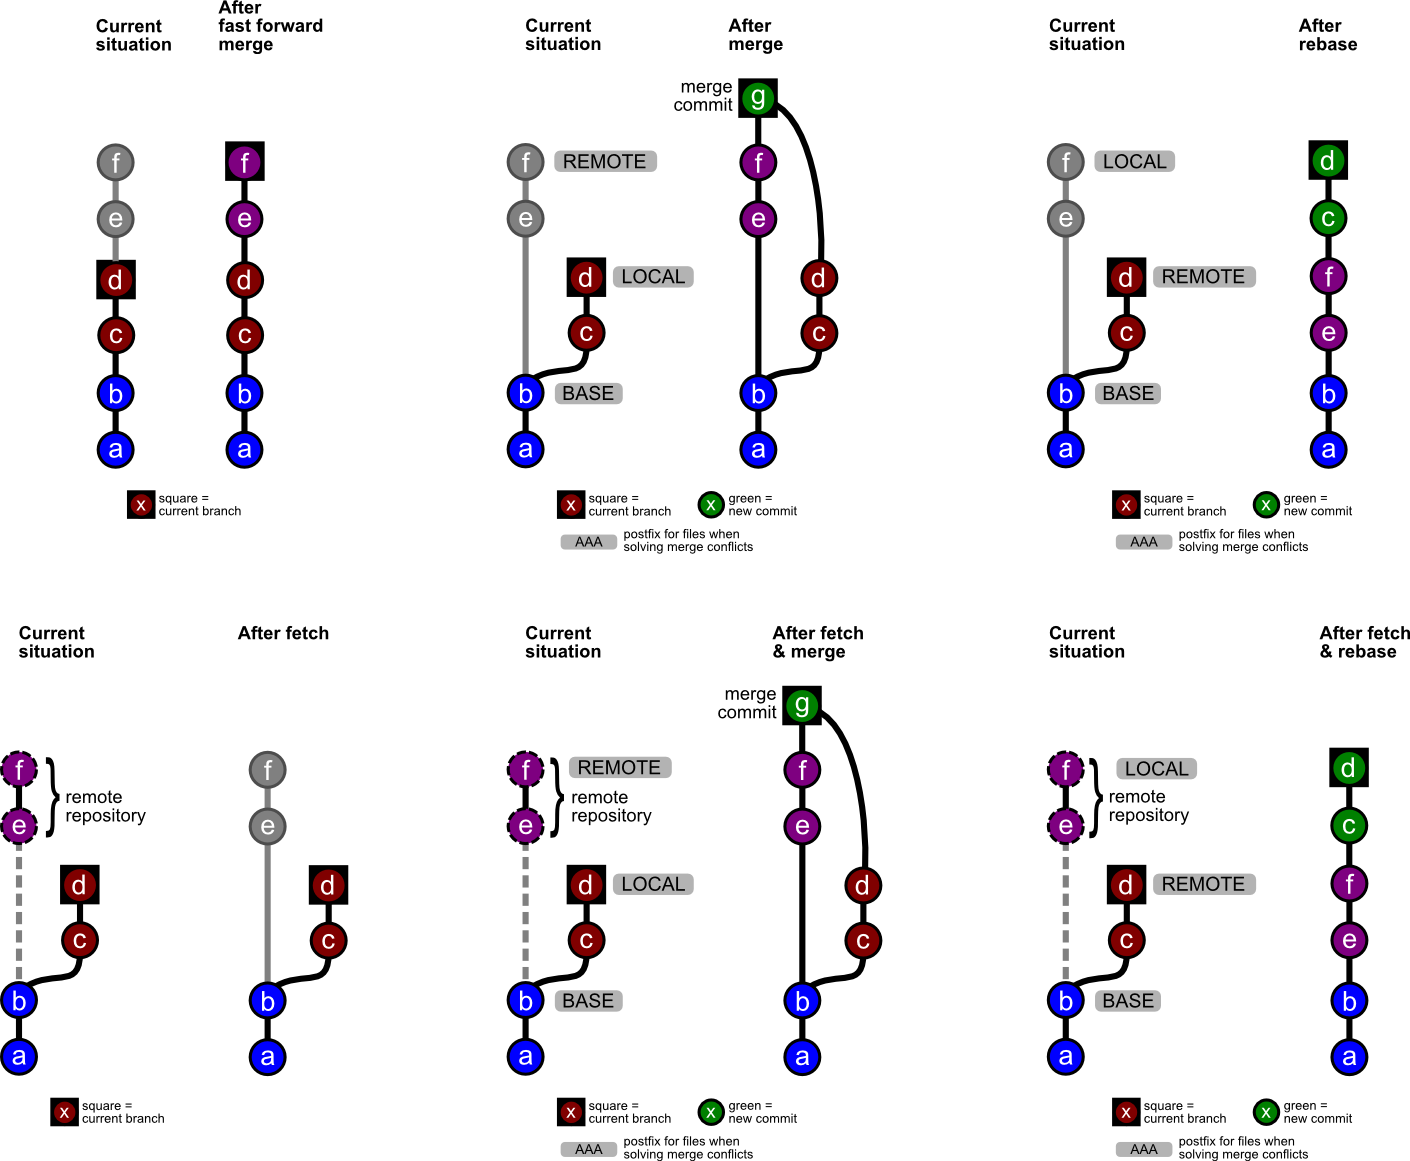 Current
situation
After
fast forward
merge
f
f
e
e
d
d
c
c
b
b
a
a
x
square =
current branch
Current
situation
After
merge
merge
commit
g
f
REMOTE
f
e
e
d
LOCAL
d
c
c
b
BASE
b
a
a
x
square =
current branch
x
green =
new commit
AAA
postfix for files when
solving merge conflicts
Current
situation
After
rebase
f
LOCAL
d
e
c
d
REMOTE
f
c
e
b
BASE
b
a
a
x
square =
current branch
x
green =
new commit
AAA
postfix for files when
solving merge conflicts
Current
situation
After fetch
f
f
remote
repository
e
e
d
d
c
c
b
b
a
a
x
square =
current branch
Current
situation
After fetch
& merge
merge
commit
g
f
REMOTE
f
remote
repository
e
e
d
LOCAL
d
c
c
b
BASE
b
a
a
x
square =
current branch
x
green =
new commit
AAA
postfix for files when
solving merge conflicts
Current
situation
After fetch
& rebase
f
LOCAL
d
remote
repository
e
c
d
REMOTE
f
c
e
b
BASE
b
a
a
x
square =
current branch
x
green =
new commit
AAA
postfix for files when
solving merge conflicts